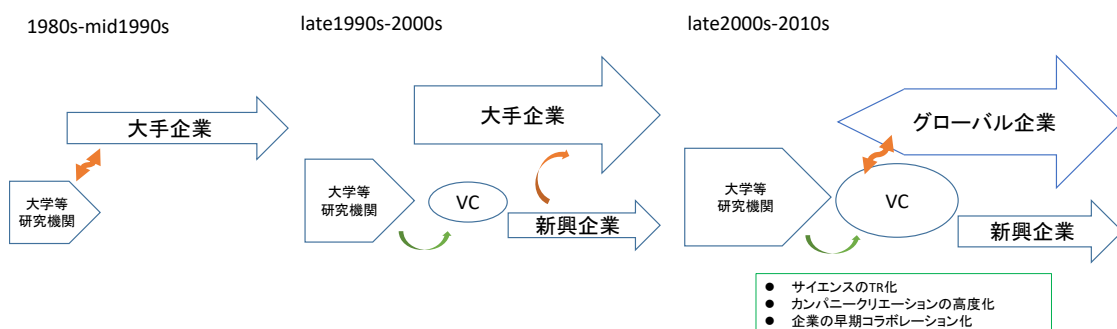 1980s-mid1990s
大手企業
大学等
研究機関
late1990s-2000s
大手企業
大学等
研究機関
VC
新興企業
late2000s-2010s
グローバル企業
大学等
研究機関
VC
新興企業
● サイエンスのTR化
● カンパニークリエーションの高度化
● 企業の早期コラボレーション化